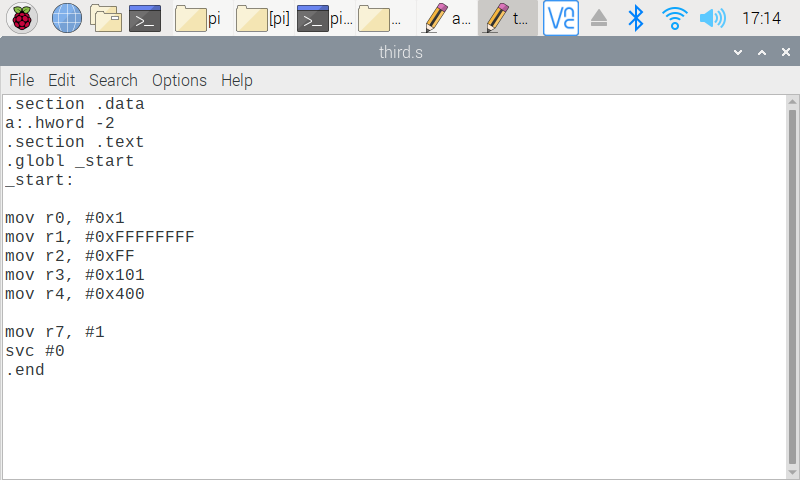 pi
[pi]
pi...
...
a...
t...
17:14
third.s
File Edit Search Options Help
.section .data
a:.hword -2
.section .text
.globl _start
_start:
mov r0, #0x1
mov r1, #0xFFFFFFFF
mov r2, #0xFF
mov r3, #0x101
mov r4, #0x400
mov r7, #1
svc #0
.end